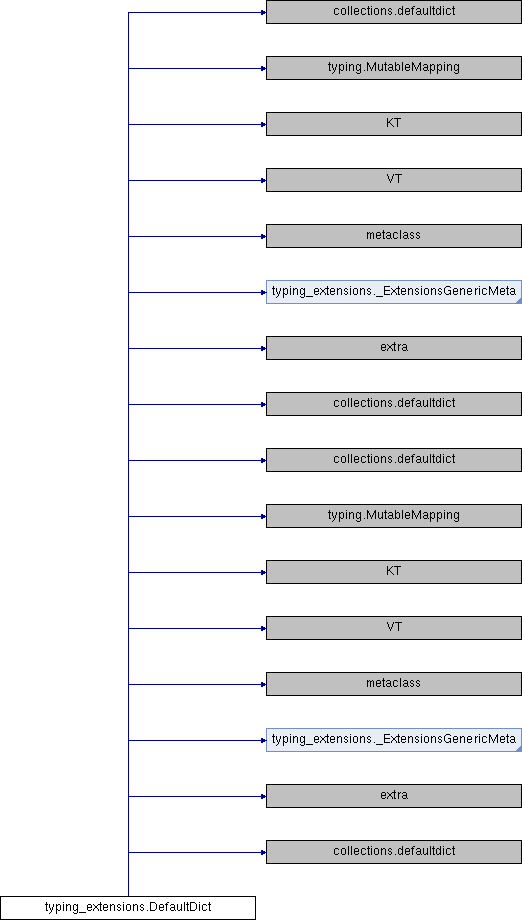 collections.defaultdict
typing.MutableMapping
KT
VT
metaclass
typing_extensions._ExtensionsGenericMeta
extra
collections.defaultdict
collections.defaultdict
typing.MutableMapping
KT
VT
metaclass
typing_extensions._ExtensionsGenericMeta
extra
collections.defaultdict
typing_extensions.DefaultDict